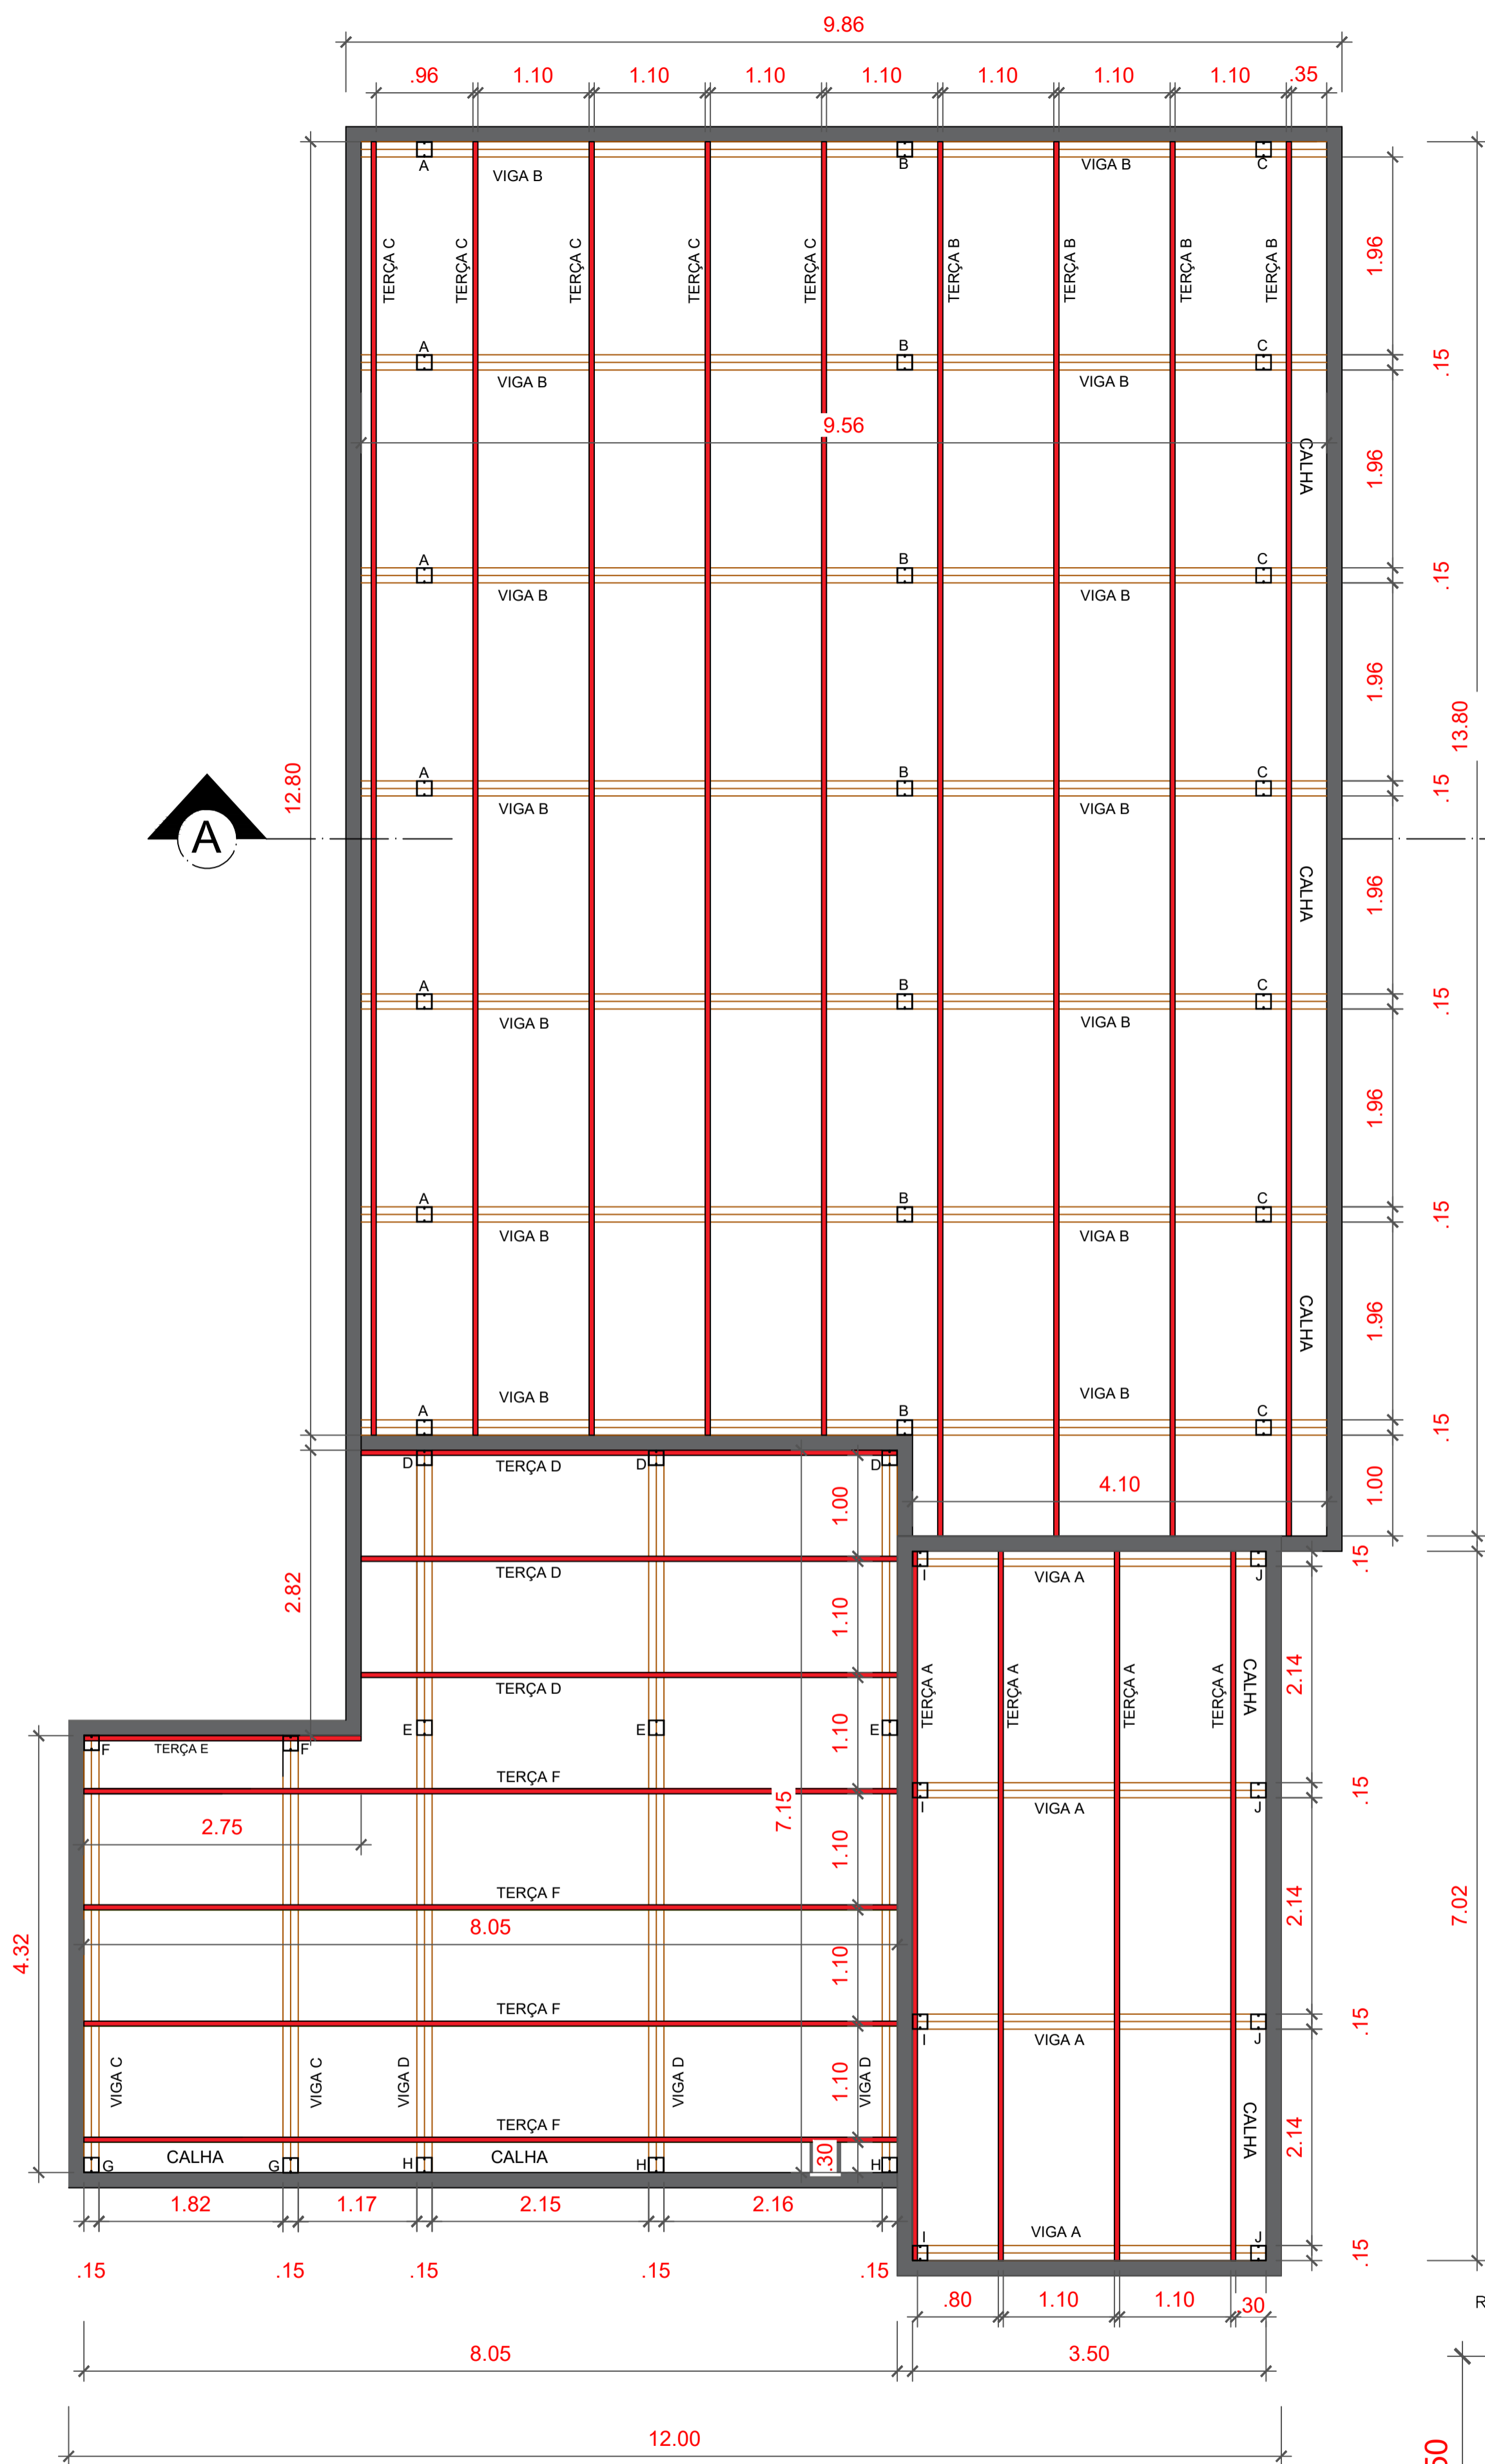 9.86
.96 1.10 1.10 1.10 1.10 1.10 1.10 1.10 .35
A B C
VIGA B VIGA B
TERÇA C TERÇA C TERÇA C TERÇA C TERÇA C TERÇA B TERÇA B TERÇA B TERÇA B
1.96
A B C
.15
VIGA B VIGA B
9.56
CALHA
1.96
A B C
.15
VIGA B VIGA B
1.96
13.80
12.80
A B C
.15
VIGA B VIGA B
A
CALHA
1.96
A B C
.15
VIGA B VIGA B
1.96
A B C
.15
VIGA B VIGA B
CALHA
1.96
VIGA B VIGA B
A B C
.15
D D D
TERÇA D
4.10
1.00
1.00
.15
TERÇA D
I VIGA A J
2.82
1.10
TERÇA D
TERÇA A TERÇA A TERÇA A TERÇA A CALHA
2.14
E E E
1.10
F TERÇA E F
TERÇA F
.15
7.15
I VIGA A J
2.75
1.10
TERÇA F
2.14
7.02
8.05
4.32
1.10
TERÇA F
.15
I VIGA A J
VIGA C VIGA C VIGA D VIGA D VIGA D
1.10
TERÇA F
CALHA
2.14
CALHA CALHA
.30
G G H H H
1.82 1.17 2.15 2.16
I VIGA A J
.15
.15 .15 .15 .15 .15
.80 1.10 1.10 .30
R
8.05 3.50
12.00
50